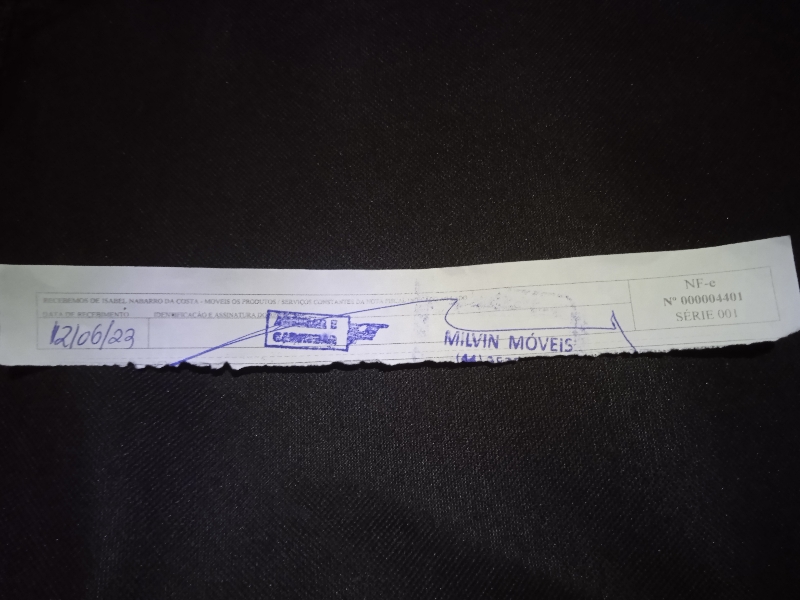 RECEBEMOS DE ISABEL NABARRO DA COSTA - MOVEIS OS PRODUTOS / SERVIÇOS CONSTANTES DA NOTA
NF-e
Nº 000004401
SÉRIE 001
DATA DE RECEBIMENTO
IDENTIFICAÇÃO E ASSINATURA DO
12/06/23
MILVIN MÓVEIS